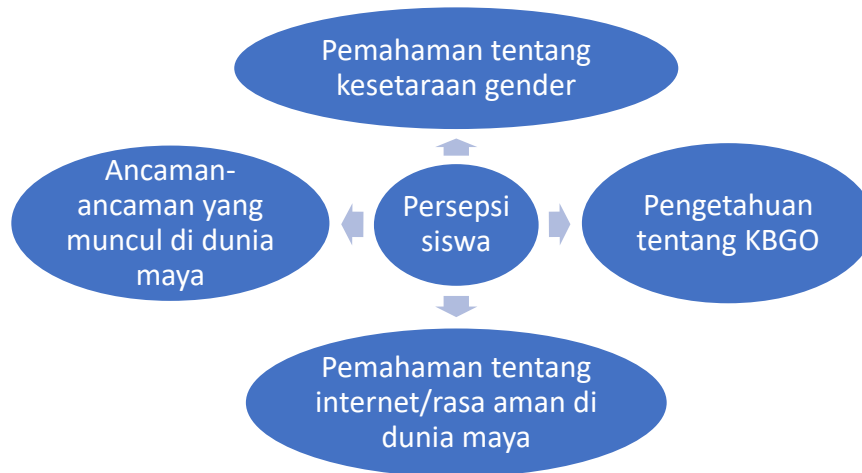 Pemahaman tentang
kesetaraan gender
Ancaman-
ancaman yang
muncul di dunia
maya
Persepsi
siswa
Pengetahuan
tentang KBGO
Pemahaman tentang
internet/rasa aman di
dunia maya